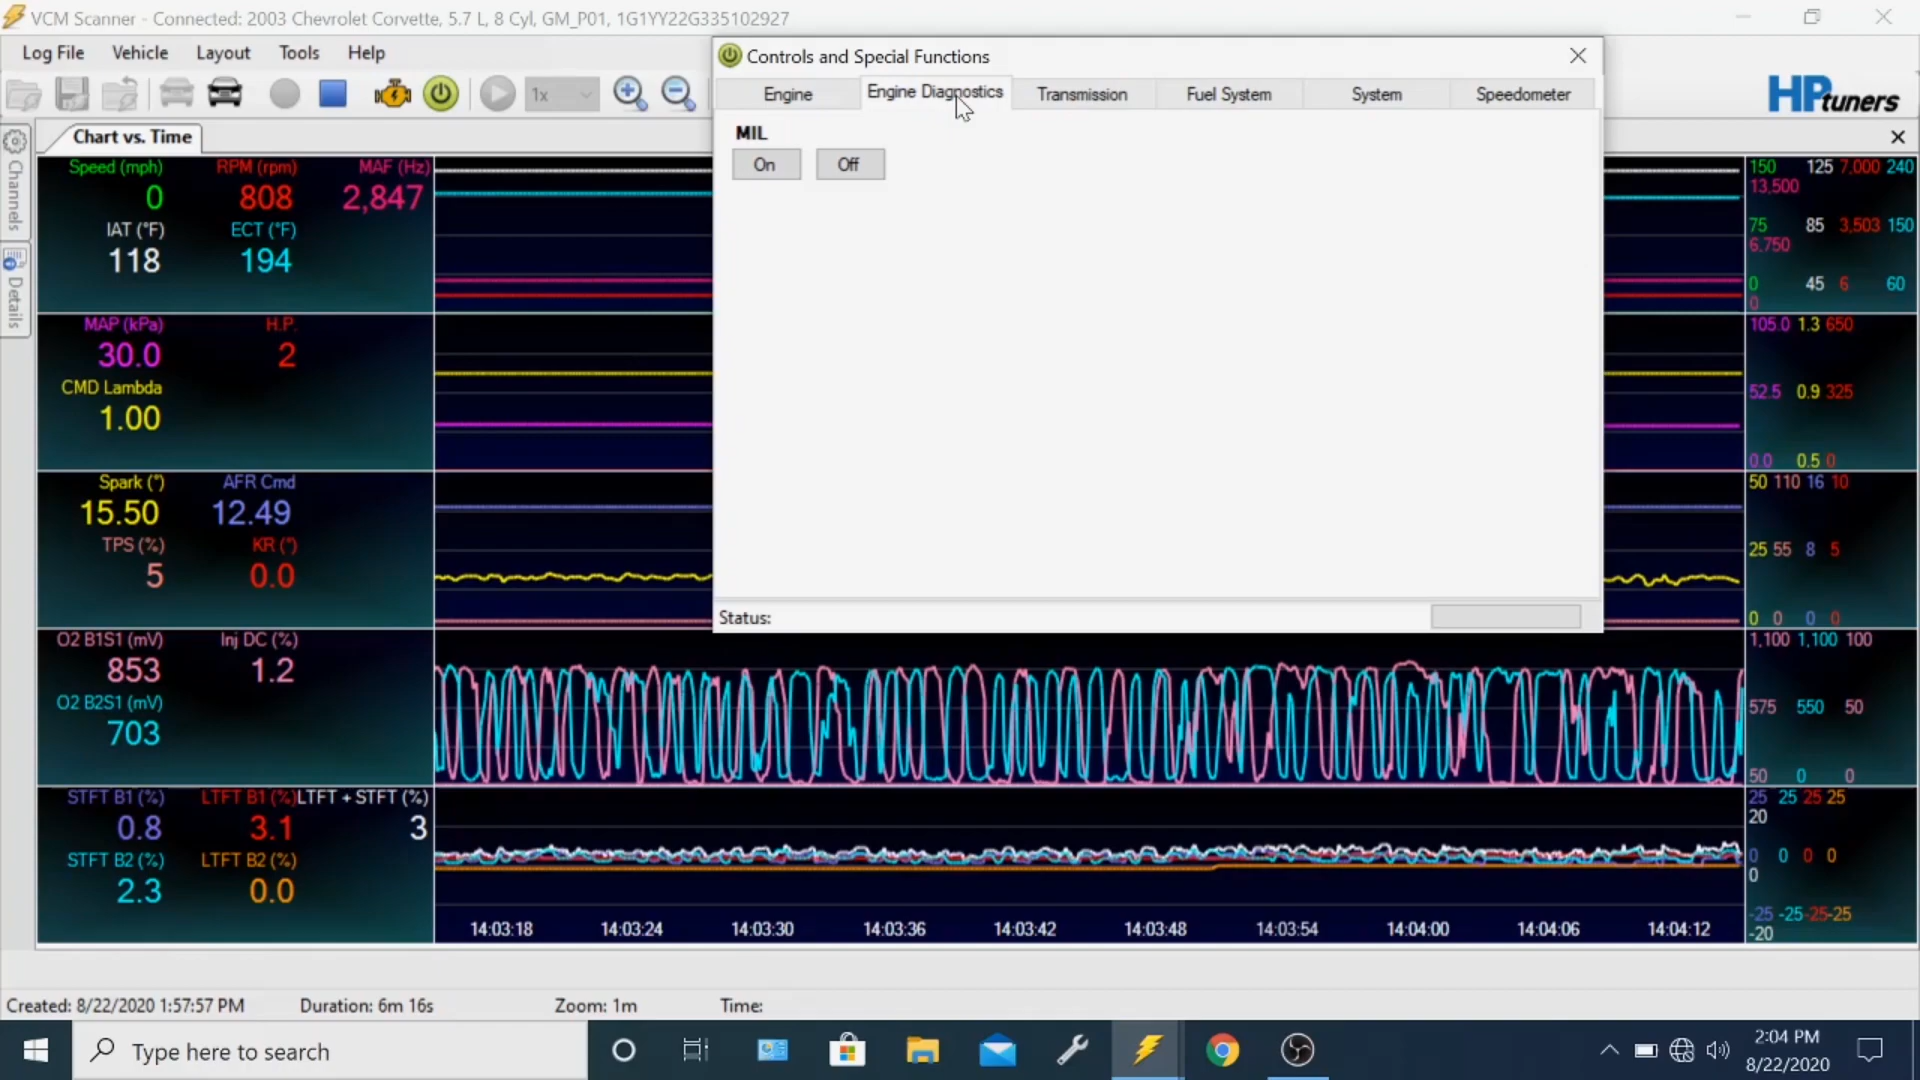 VCM Scanner - Connected: 2003 Chevrolet Corvette, 5.7 L, 8 Cyl, GM_P01, 1G1YY22G335102927
Log File Vehicle Layout Tools Help
1x
Controls and Special Functions
Engine Engine Diagnostics Transmission Fuel System System Speedometer
MIL
On Off
Status:
HPtuners
Channels
Details
Chart vs. Time
Speed (mph) RPM (rpm) MAF (Hz)
0 808 2,847
IAT (°F) ECT (°F)
118 194
150 125 7,000 240
13,500
75 85 3,503 150
6,750
0 45 6 60
0
MAP (kPa) H.P.
30.0 2
CMD Lambda
1.00
105.0 1.3 650
52.5 0.9 325
0.0 0.5 0
Spark (°) AFR Cmd
15.50 12.49
TPS (%) KR (°)
5 0.0
50 110 16 10
25 55 8 5
0 0 0 0
O2 B1S1 (mV) Inj DC (%)
853 1.2
O2 B2S1 (mV)
703
1,100 1,100 100
575 550 50
50 0 0
STFT B1 (%) LTFT B1 (%) LTFT + STFT (%)
0.8 3.1 3
STFT B2 (%) LTFT B2 (%)
2.3 0.0
25 25 25 25
20
0 0 0 0
0
-25 -25 -25 -25
-20
14:03:18 14:03:24 14:03:30 14:03:36 14:03:42 14:03:48 14:03:54 14:04:00 14:04:06 14:04:12
Created: 8/22/2020 1:57:57 PM Duration: 6m 16s Zoom: 1m Time:
Type here to search
2:04 PM
8/22/2020